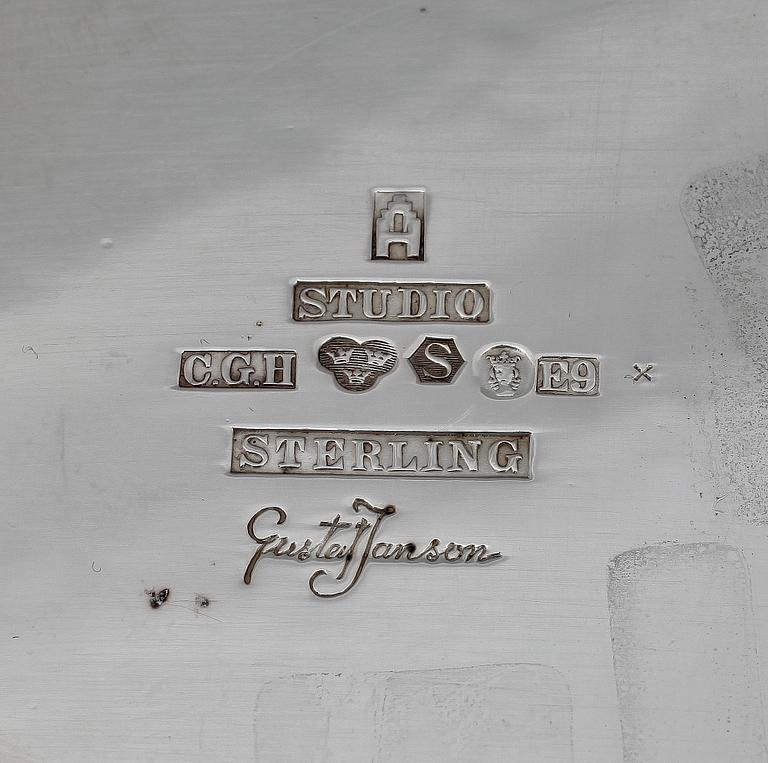 A
STUDIO
C.G.H S E9
STERLING
Gustaf Janson